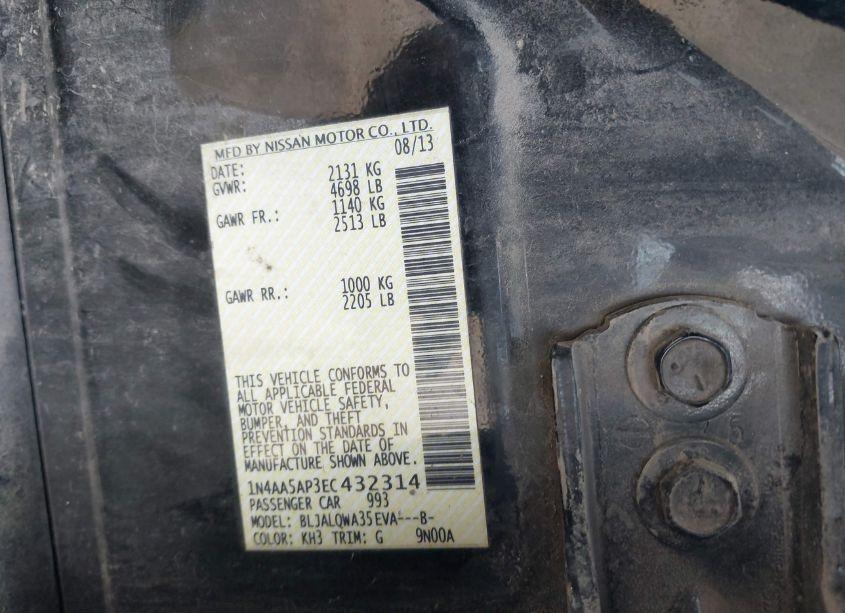 MFD BY NISSAN MOTOR CO., LTD.
DATE: 08/13
GVWR: 2131 KG
4698 LB
GAWR FR.: 1140 KG
2513 LB
GAWR RR.: 1000 KG
2205 LB
THIS VEHICLE CONFORMS TO
ALL APPLICABLE FEDERAL
MOTOR VEHICLE SAFETY,
BUMPER, AND THEFT
PREVENTION STANDARDS IN
EFFECT ON THE DATE OF
MANUFACTURE SHOWN ABOVE.
1N4AA5AP3EC432314
PASSENGER CAR 993
MODEL: BLJALQWA35EVA---B-
COLOR: KH3 TRIM: G 9N00A